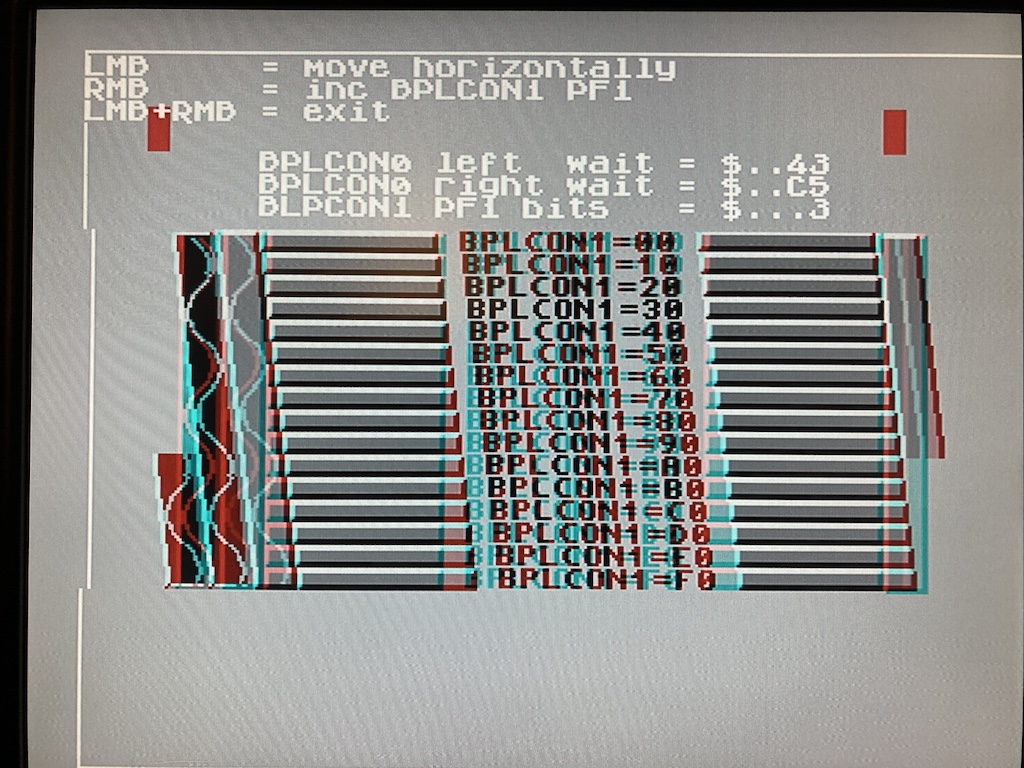 LMB = move horizontally
RMB = inc BPLCON1 PF1
LMB+RMB = exit
BPLCON0 left wait = $..43
BPLCON0 right wait = $..C5
BLPCON1 PF1 bits = $...3
BPLCON1=00
BPLCON1=10
BPLCON1=20
BPLCON1=30
BPLCON1=40
BPLCON1=50
BPLCON1=60
BPLCON1=70
BPLCON1=80
BPLCON1=90
BPLCON1=A0
BPLCON1=B0
BPLCON1=C0
BPLCON1=D0
BPLCON1=E0
BPLCON1=F0